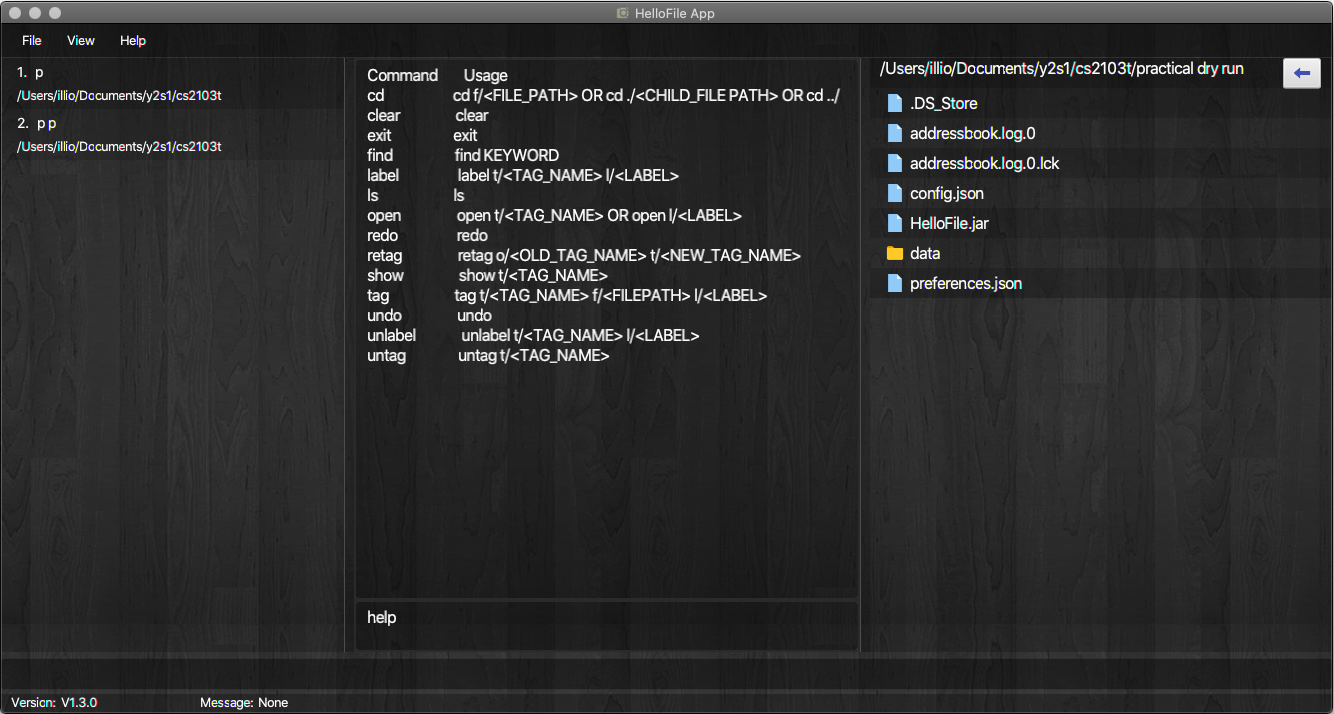 HelloFile App
File View Help
1. p
/Users/illio/Documents/y2s1/cs2103t
2. p p
/Users/illio/Documents/y2s1/cs2103t
Command Usage
cd cd f/<FILE_PATH> OR cd ./<CHILD_FILE PATH> OR cd ../
clear clear
exit exit
find find KEYWORD
label label t/<TAG_NAME> l/<LABEL>
ls ls
open open t/<TAG_NAME> OR open l/<LABEL>
redo redo
retag retag o/<OLD_TAG_NAME> t/<NEW_TAG_NAME>
show show t/<TAG_NAME>
tag tag t/<TAG_NAME> f/<FILEPATH> l/<LABEL>
undo undo
unlabel unlabel t/<TAG_NAME> l/<LABEL>
untag untag t/<TAG_NAME>
help
/Users/illio/Documents/y2s1/cs2103t/practical dry run
.DS_Store
addressbook.log.0
addressbook.log.0.lck
config.json
HelloFile.jar
data
preferences.json
Version: V1.3.0 Message: None